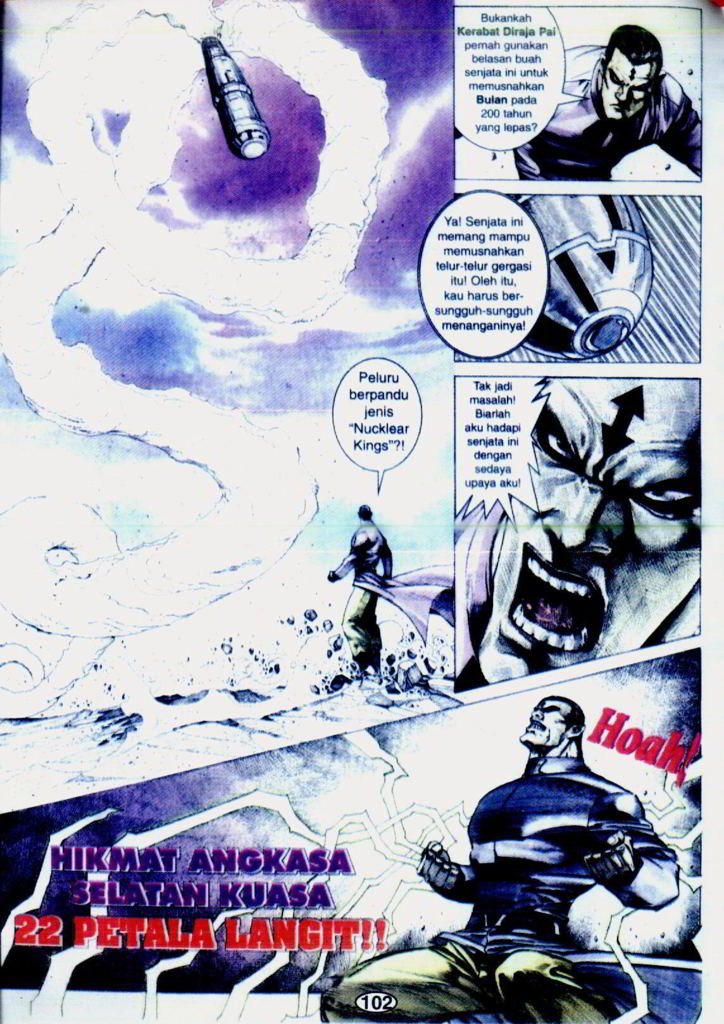 Peluru
berpandu
jenis
“Nucklear
Kings”?!
Bukankah
Kerabat Diraja Pai
pernah gunakan
belasan buah
senjata ini untuk
memusnahkan
Bulan pada
200 tahun
yang lepas?
Ya! Senjata ini
memang mampu
memusnahkan
telur-telur gergasi
itu! Oleh itu,
kau harus ber-
sungguh-sungguh
menanganinya!
Tak jadi
masalah!
Biarlah
aku hadapi
senjata ini
dengan
sedaya
upaya aku!
Hoah!
HIKMAT ANGKASA
SELATAN KUASA
22 PETALA LANGIT!!
102